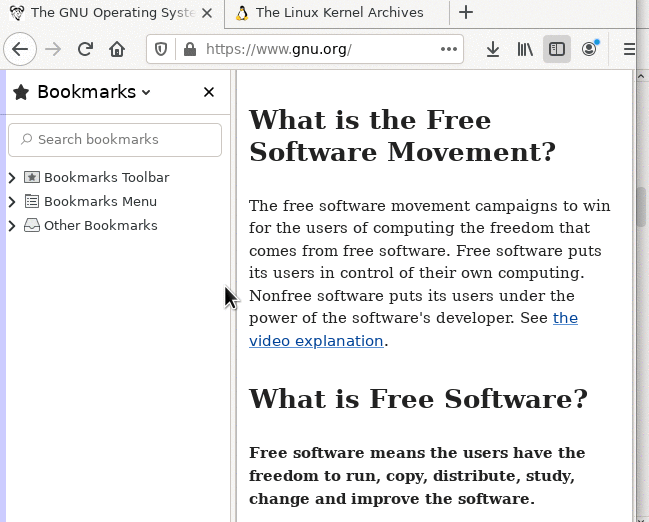 The GNU Operating Syste
The Linux Kernel Archives
https://www.gnu.org/
Bookmarks
Search bookmarks
Bookmarks Toolbar
Bookmarks Menu
Other Bookmarks
What is the Free
Software Movement?
The free software movement campaigns to win
for the users of computing the freedom that
comes from free software. Free software puts
its users in control of their own computing.
Nonfree software puts its users under the
power of the software's developer. See the
video explanation.
What is Free Software?
Free software means the users have the
freedom to run, copy, distribute, study,
change and improve the software.